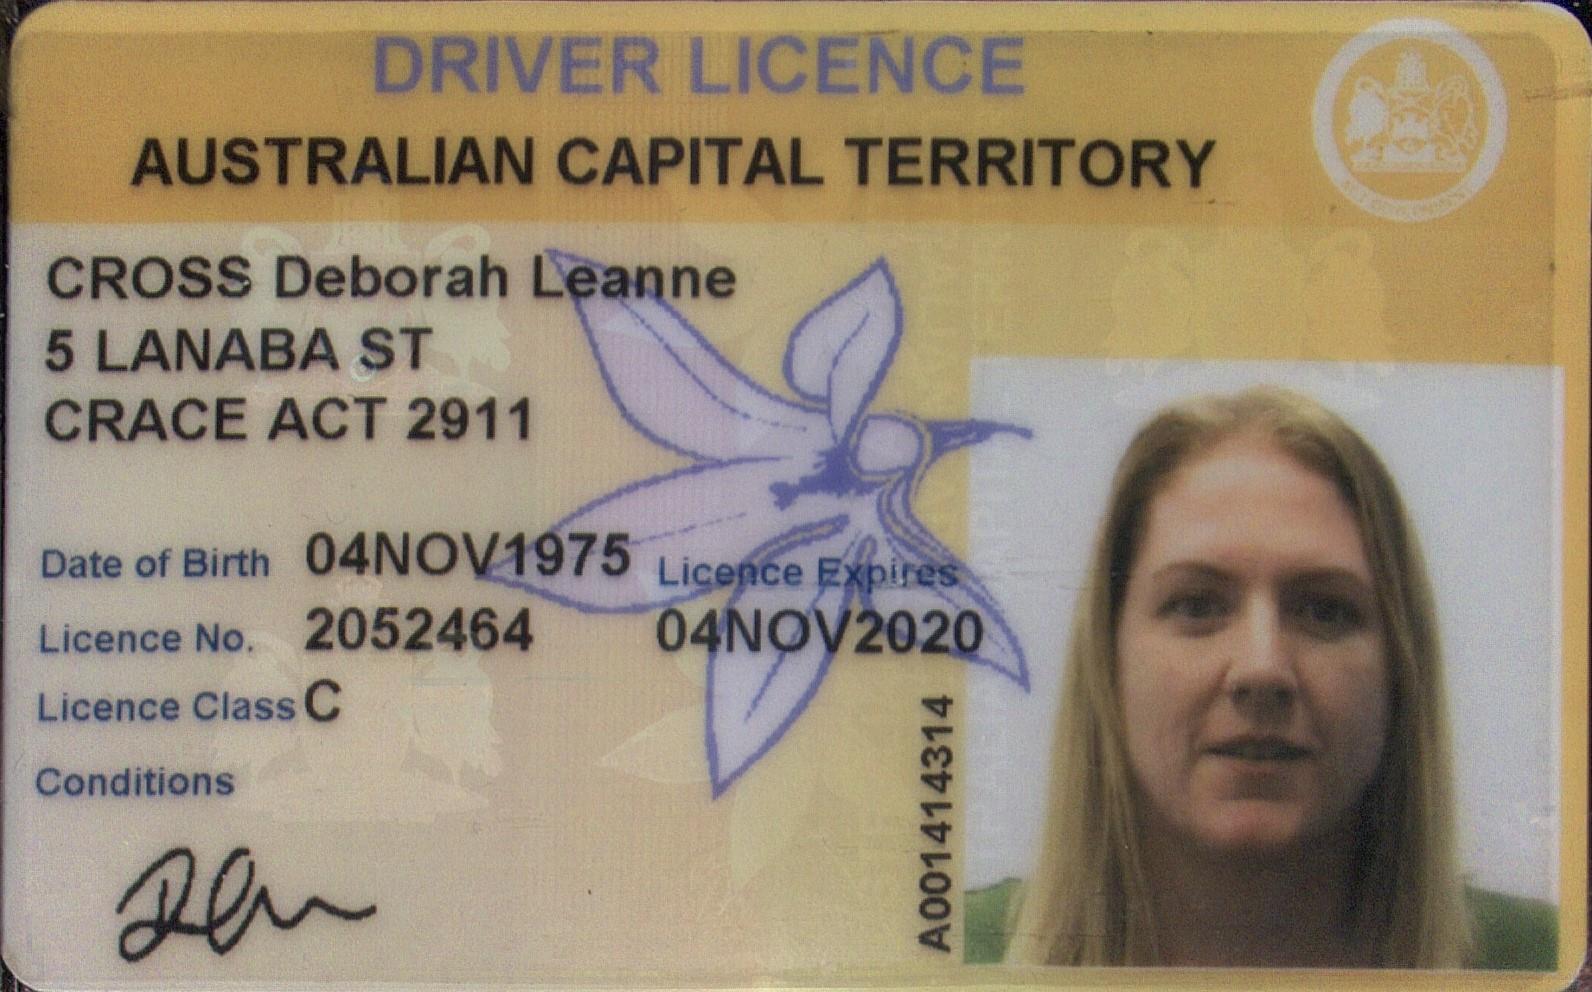 DRIVER LICENCE
AUSTRALIAN CAPITAL TERRITORY
CROSS Deborah Leanne
5 LANABA ST
CRACE ACT 2911
Date of Birth 04NOV1975
Licence Expires
Licence No. 2052464
04NOV2020
Licence Class C
Conditions
A001414314